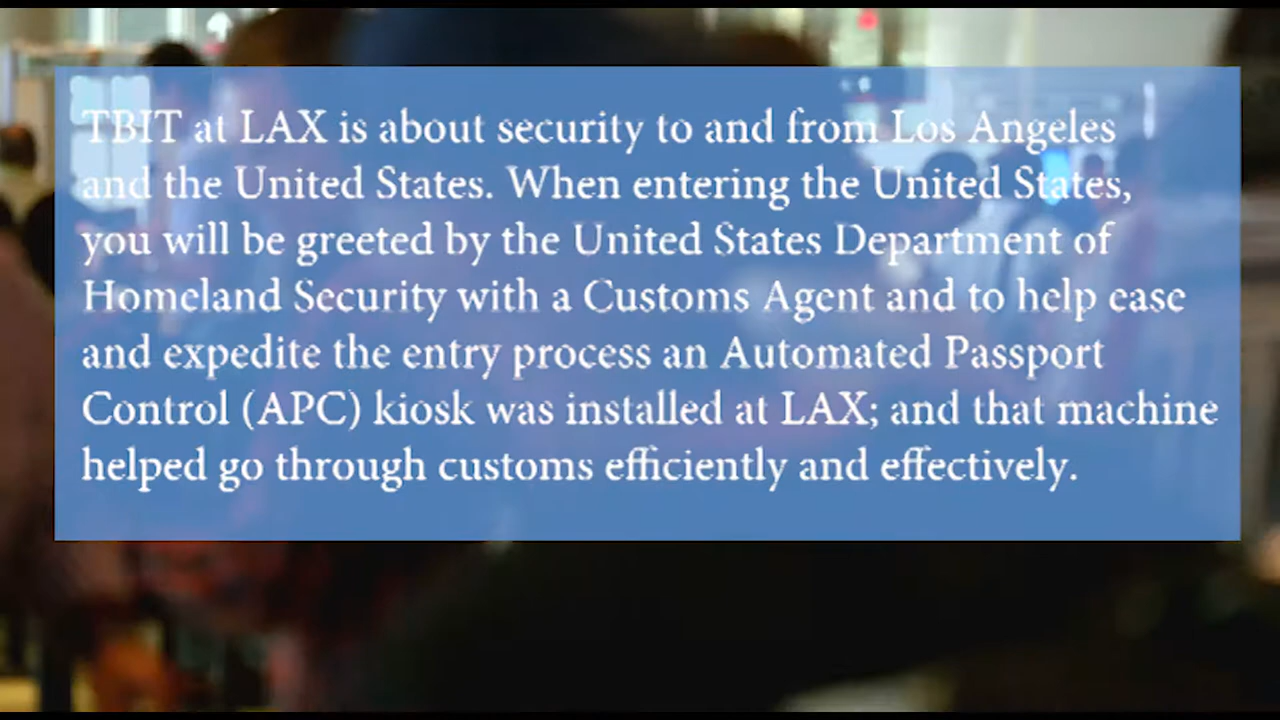 TBIT at LAX is about security to and from Los Angeles
and the United States. When entering the United States,
you will be greeted by the United States Department of
Homeland Security with a Customs Agent and to help ease
and expedite the entry process an Automated Passport
Control (APC) kiosk was installed at LAX; and that machine
helped go through customs efficiently and effectively.